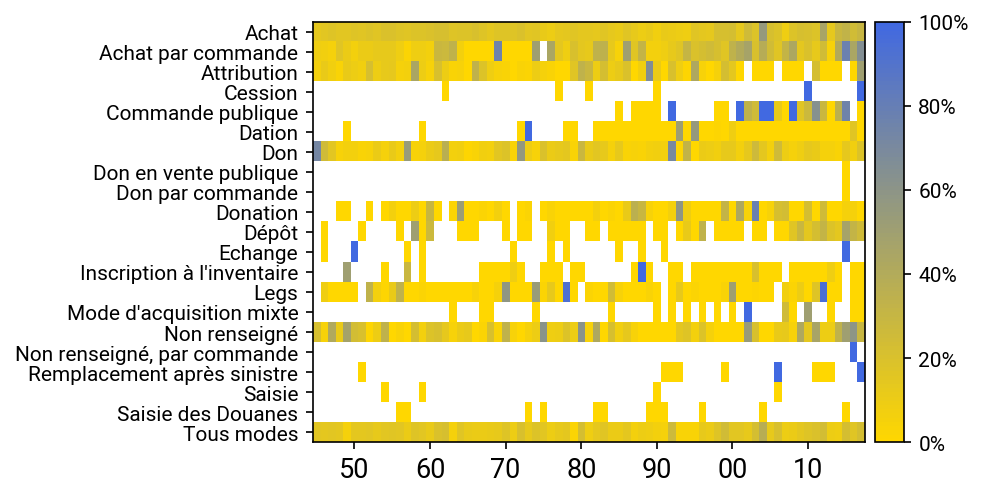 Achat
Achat par commande
Attribution
Cession
Commande publique
Dation
Don
Don en vente publique
Don par commande
Donation
Dépôt
Echange
Inscription à l'inventaire
Legs
Mode d'acquisition mixte
Non renseigné
Non renseigné, par commande
Remplacement après sinistre
Saisie
Saisie des Douanes
Tous modes
50 60 70 80 90 00 10
100%
80%
60%
40%
20%
0%